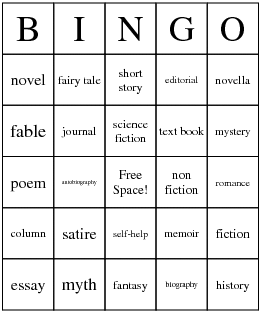 B I N G O
novel fairy tale short story editorial novella
fable journal science fiction text book mystery
poem autobiography Free Space! non fiction romance
column satire self-help memoir fiction
essay myth fantasy biography history